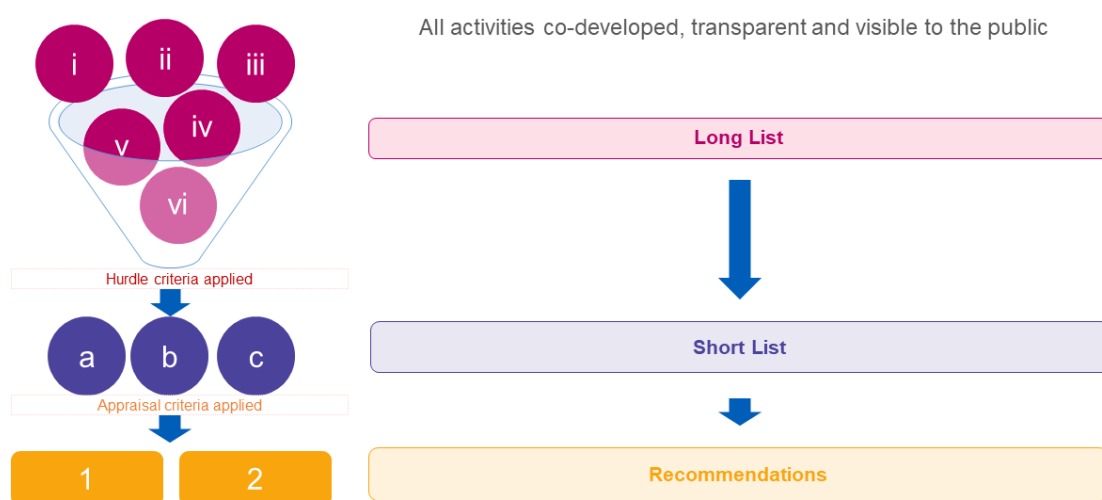 All activities co-developed, transparent and visible to the public
i
ii
iii
iv
v
vi
Long List
Hurdle criteria applied
a
b
c
Short List
Appraisal criteria applied
1
2
Recommendations